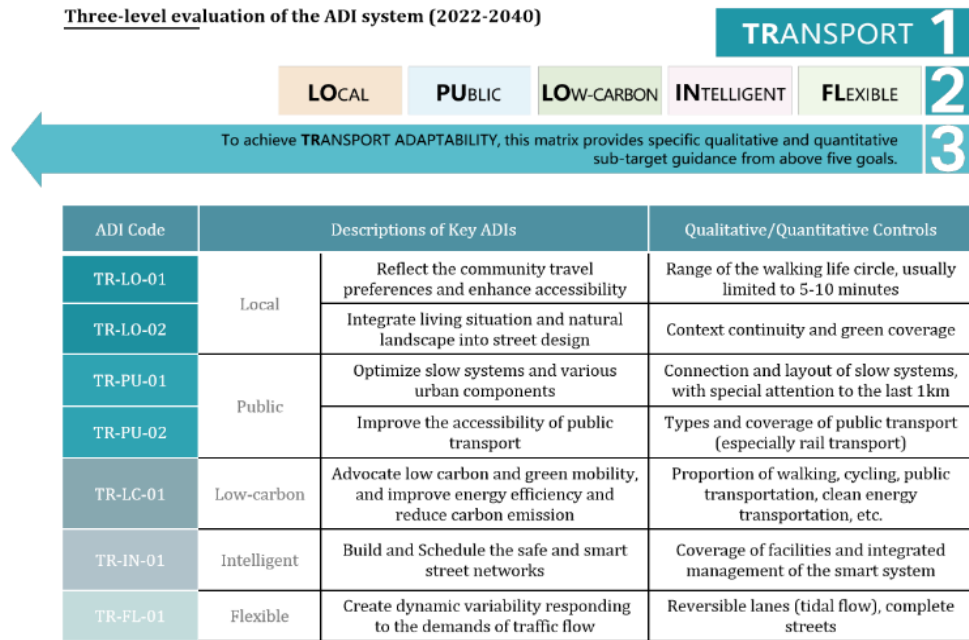 Three-level evaluation of the ADI system (2022-2040)
TRANSPORT 1
LOCAL PUBLIC LOW-CARBON INTELLIGENT FLEXIBLE 2
To achieve TRANSPORT ADAPTABILITY, this matrix provides specific qualitative and quantitative
sub-target guidance from above five goals.
3
ADI Code Descriptions of Key ADIs Qualitative/Quantitative Controls
TR-LO-01
Local
Reflect the community travel
preferences and enhance accessibility
Range of the walking life circle, usually
limited to 5-10 minutes
TR-LO-02
Integrate living situation and natural
landscape into street design
Context continuity and green coverage
TR-PU-01
Public
Optimize slow systems and various
urban components
Connection and layout of slow systems,
with special attention to the last 1km
TR-PU-02
Improve the accessibility of public
transport
Types and coverage of public transport
(especially rail transport)
TR-LC-01
Low-carbon
Advocate low carbon and green mobility,
and improve energy efficiency and
reduce carbon emission
Proportion of walking, cycling, public
transportation, clean energy
transportation, etc.
TR-IN-01
Intelligent
Build and Schedule the safe and smart
street networks
Coverage of facilities and integrated
management of the smart system
TR-FL-01
Flexible
Create dynamic variability responding
to the demands of traffic flow
Reversible lanes (tidal flow), complete
streets